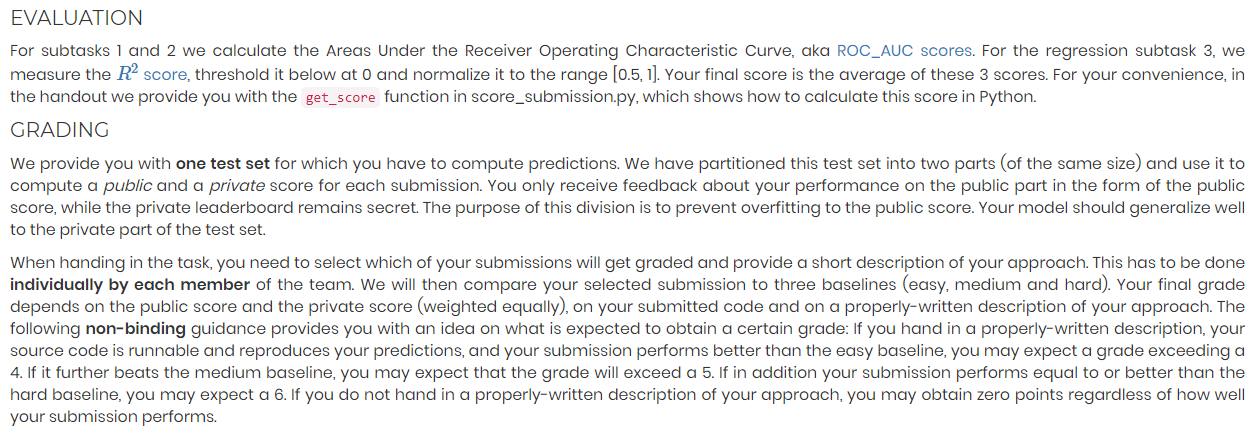 EVALUATION
For subtasks 1 and 2 we calculate the Areas Under the Receiver Operating Characteristic Curve, aka ROC_AUC scores. For the regression subtask 3, we
measure the R² score, threshold it below at 0 and normalize it to the range [0.5, 1]. Your final score is the average of these 3 scores. For your convenience, in
the handout we provide you with the get_score function in score_submission.py, which shows how to calculate this score in Python.
GRADING
We provide you with one test set for which you have to compute predictions. We have partitioned this test set into two parts (of the same size) and use it to
compute a public and a private score for each submission. You only receive feedback about your performance on the public part in the form of the public
score, while the private leaderboard remains secret. The purpose of this division is to prevent overfitting to the public score. Your model should generalize well
to the private part of the test set.
When handing in the task, you need to select which of your submissions will get graded and provide a short description of your approach. This has to be done
individually by each member of the team. We will then compare your selected submission to three baselines (easy, medium and hard). Your final grade
depends on the public score and the private score (weighted equally), on your submitted code and on a properly-written description of your approach. The
following non-binding guidance provides you with an idea on what is expected to obtain a certain grade: If you hand in a properly-written description, your
source code is runnable and reproduces your predictions, and your submission performs better than the easy baseline, you may expect a grade exceeding a
4. If it further beats the medium baseline, you may expect that the grade will exceed a 5. If in addition your submission performs equal to or better than the
hard baseline, you may expect a 6. If you do not hand in a properly-written description of your approach, you may obtain zero points regardless of how well
your submission performs.